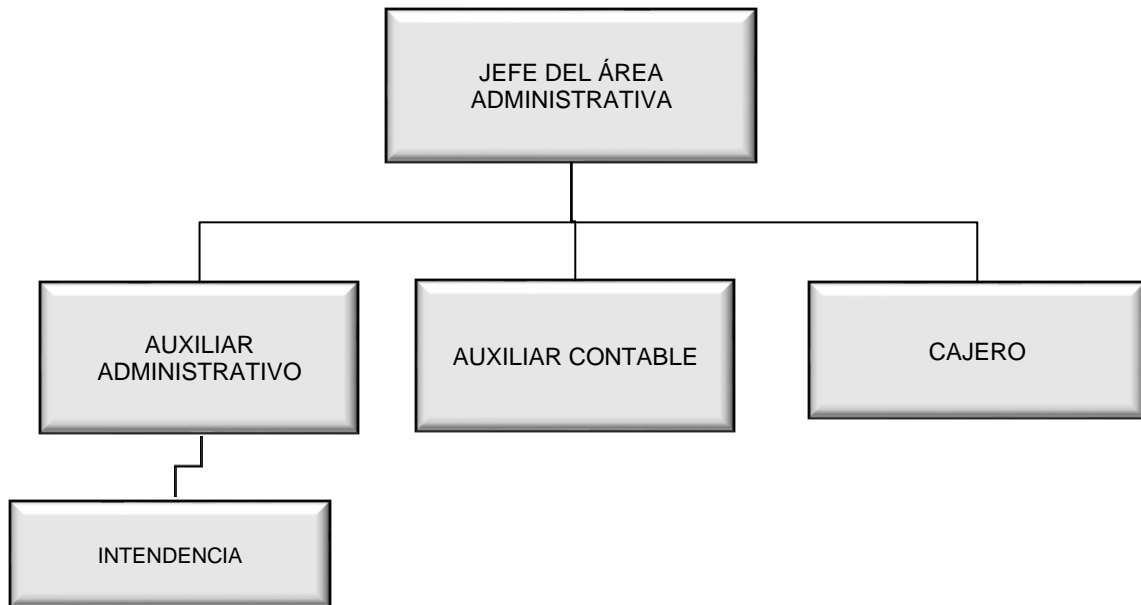 JEFE DEL ÁREA
ADMINISTRATIVA
AUXILIAR
ADMINISTRATIVO
AUXILIAR CONTABLE
CAJERO
INTENDENCIA